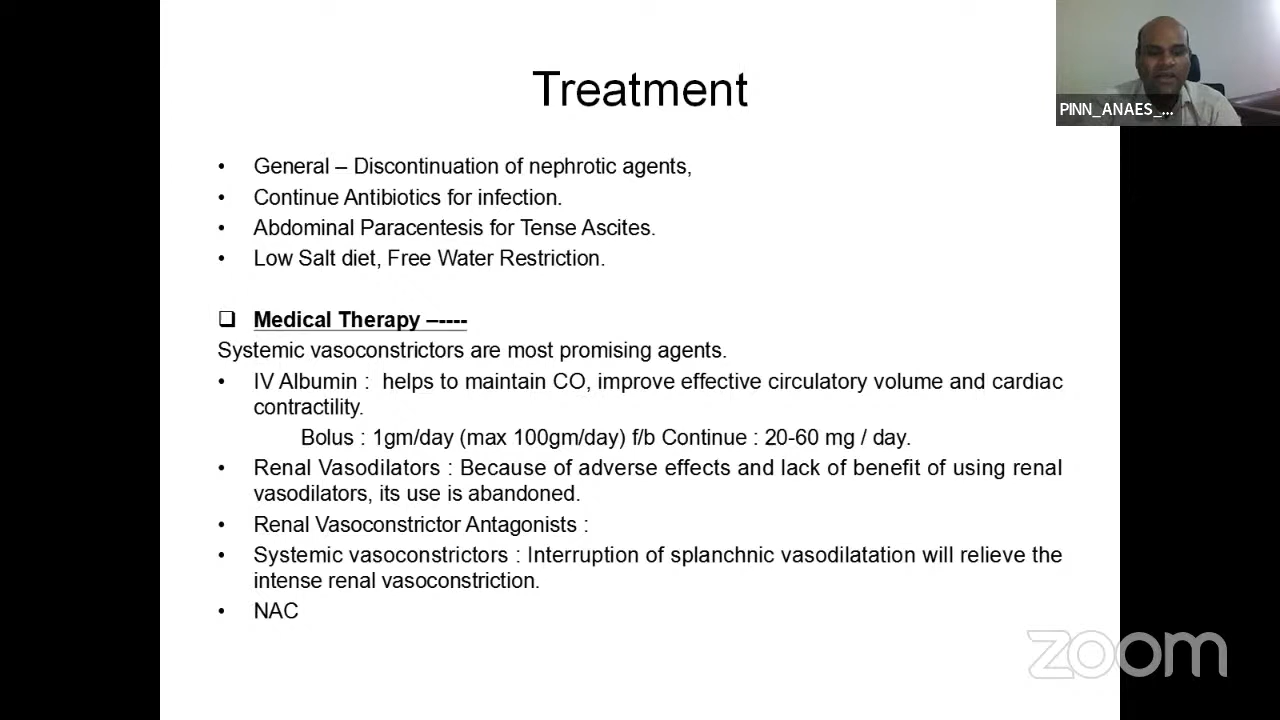 Treatment
PINN_ANAES_...
• General – Discontinuation of nephrotic agents,
• Continue Antibiotics for infection.
• Abdominal Paracentesis for Tense Ascites.
• Low Salt diet, Free Water Restriction.
❑ Medical Therapy –----
Systemic vasoconstrictors are most promising agents.
• IV Albumin : helps to maintain CO, improve effective circulatory volume and cardiac
contractility.
Bolus : 1gm/day (max 100gm/day) f/b Continue : 20-60 mg / day.
• Renal Vasodilators : Because of adverse effects and lack of benefit of using renal
vasodilators, its use is abandoned.
• Renal Vasoconstrictor Antagonists :
• Systemic vasoconstrictors : Interruption of splanchnic vasodilatation will relieve the
intense renal vasoconstriction.
• NAC
zoom